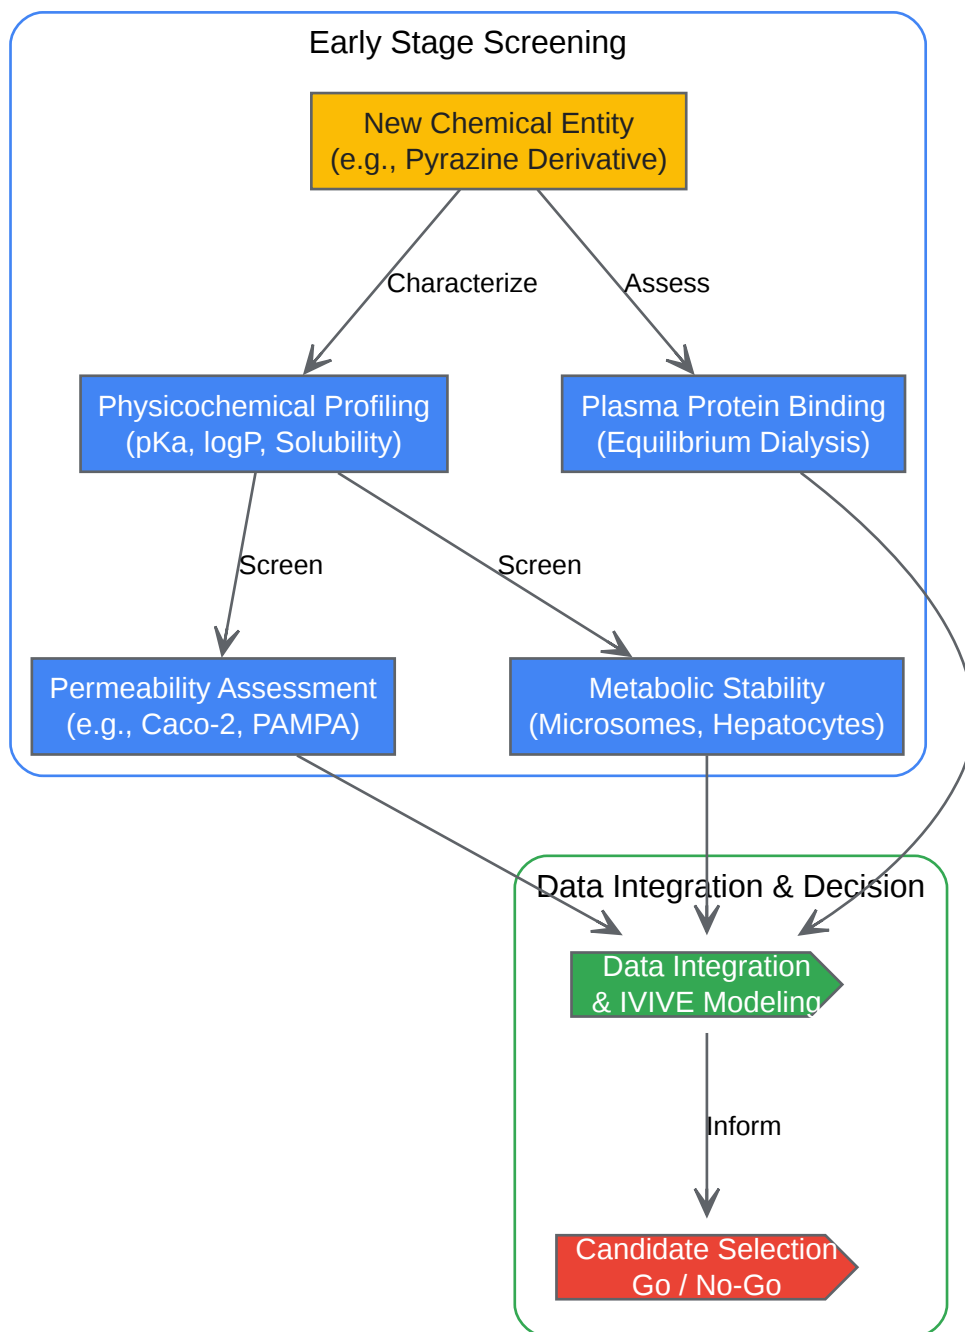 Early Stage Screening
New Chemical Entity
(e.g., Pyrazine Derivative)
Characterize
Assess
Physicochemical Profiling
(pKa, logP, Solubility)
Plasma Protein Binding
(Equilibrium Dialysis)
Screen
Screen
Permeability Assessment
(e.g., Caco-2, PAMPA)
Metabolic Stability
(Microsomes, Hepatocytes)
Data Integration & Decision
Data Integration
& IVIVE Modeling
Inform
Candidate Selection
Go / No-Go